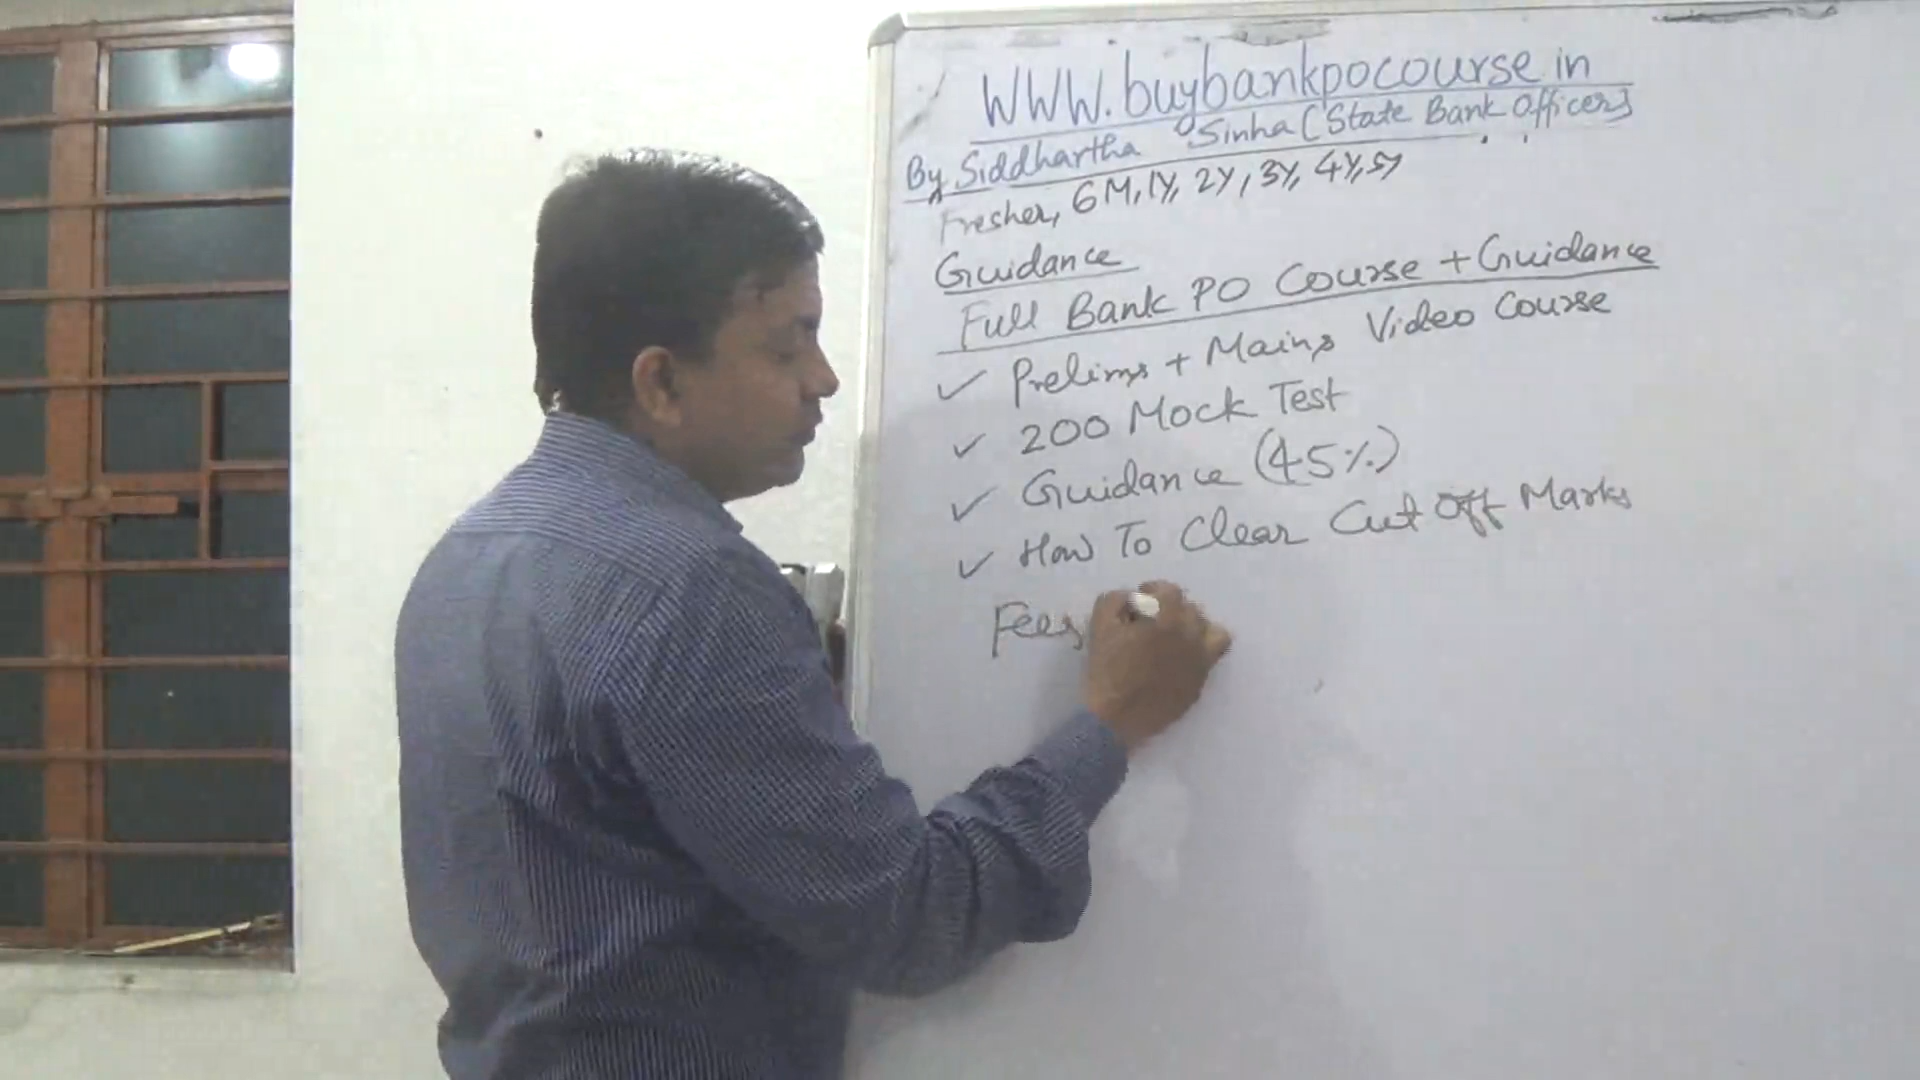 WWW.buybankpocourse.in
By Siddhartha Sinha (State Bank Officer)
Fresher, 6M, 1Y, 2Y, 3Y, 4Y, 5Y
Guidance
Full Bank PO Course + Guidance
✓ Prelims + Mains Video Course
✓ 200 Mock Test
✓ Guidance (45%)
✓ How To Clear Cut Off Marks
Fees